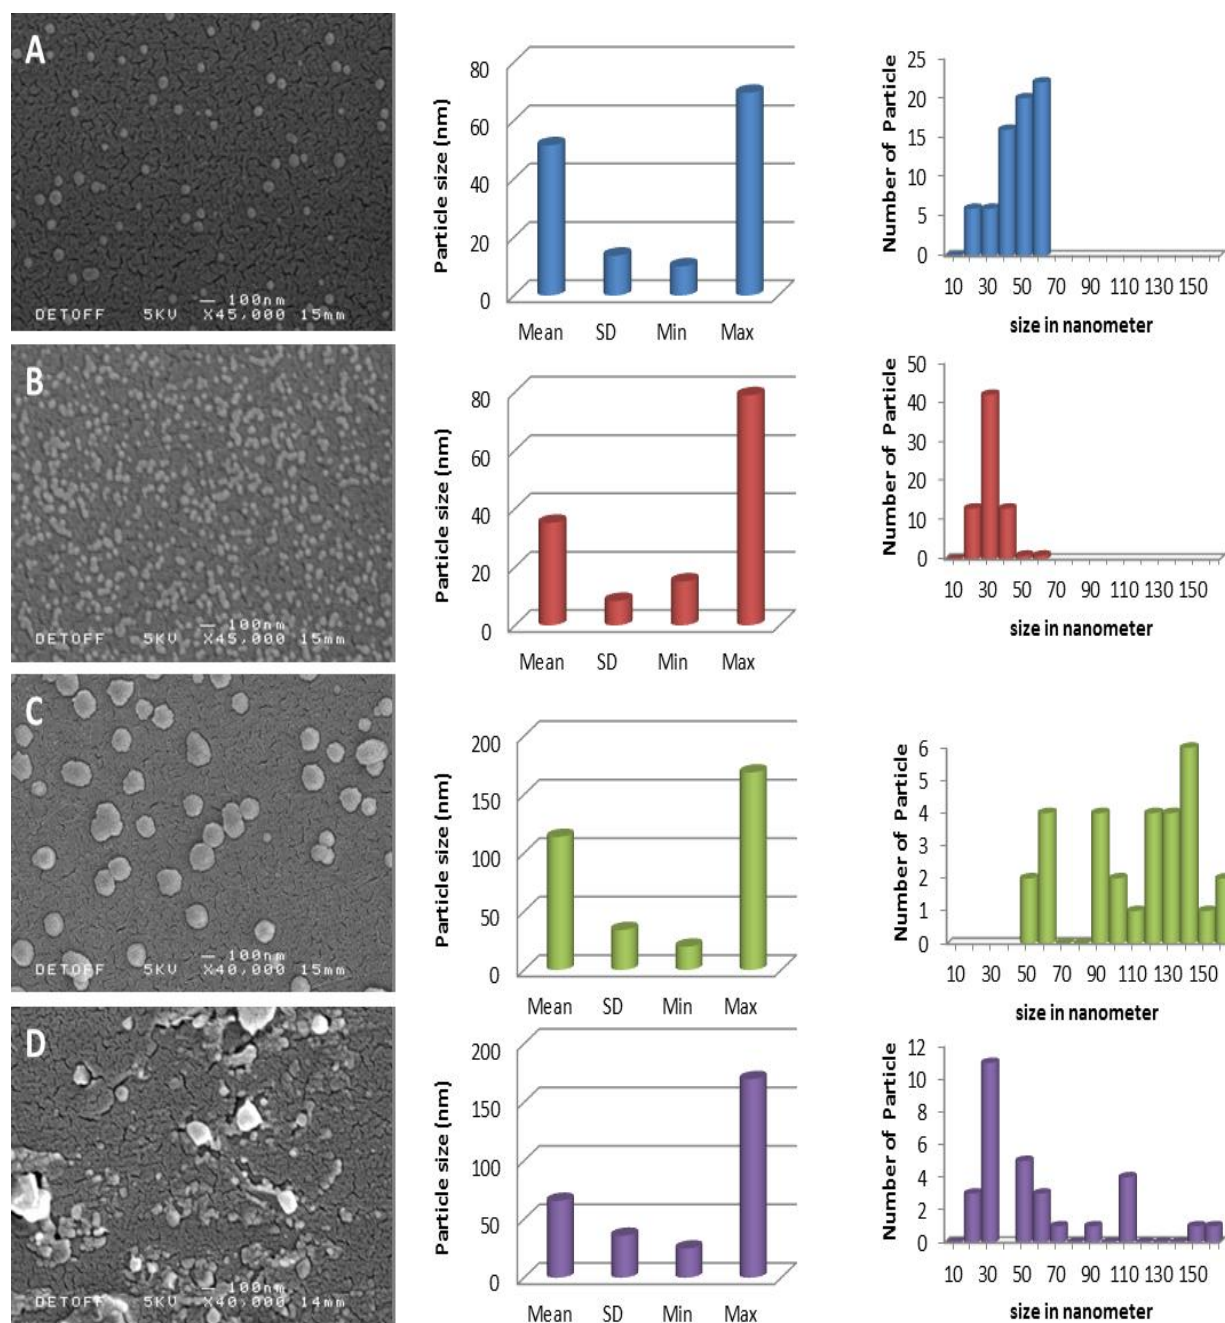 A
100nm
DETOFF 5KV X45,000 15mm
Particle size (nm)
80
60
40
20
0
Mean SD Min Max
Number of Particle
25
20
15
10
5
0
10 30 50 70 90 110 130 150
size in nanometer
B
100nm
DETOFF 5KV X45,000 15mm
Particle size (nm)
80
60
40
20
0
Mean SD Min Max
Number of Particle
50
40
30
20
10
0
10 30 50 70 90 110 130 150
size in nanometer
C
100nm
DETOFF 5KV X40,000 15mm
Particle size (nm)
200
150
100
50
0
Mean SD Min Max
Number of Particle
6
5
4
3
2
1
0
10 30 50 70 90 110 130 150
size in nanometer
D
100nm
DETOFF 5KV X40,000 14mm
Particle size (nm)
200
150
100
50
0
Mean SD Min Max
Number of Particle
12
10
8
6
4
2
0
10 30 50 70 90 110 130 150
size in nanometer